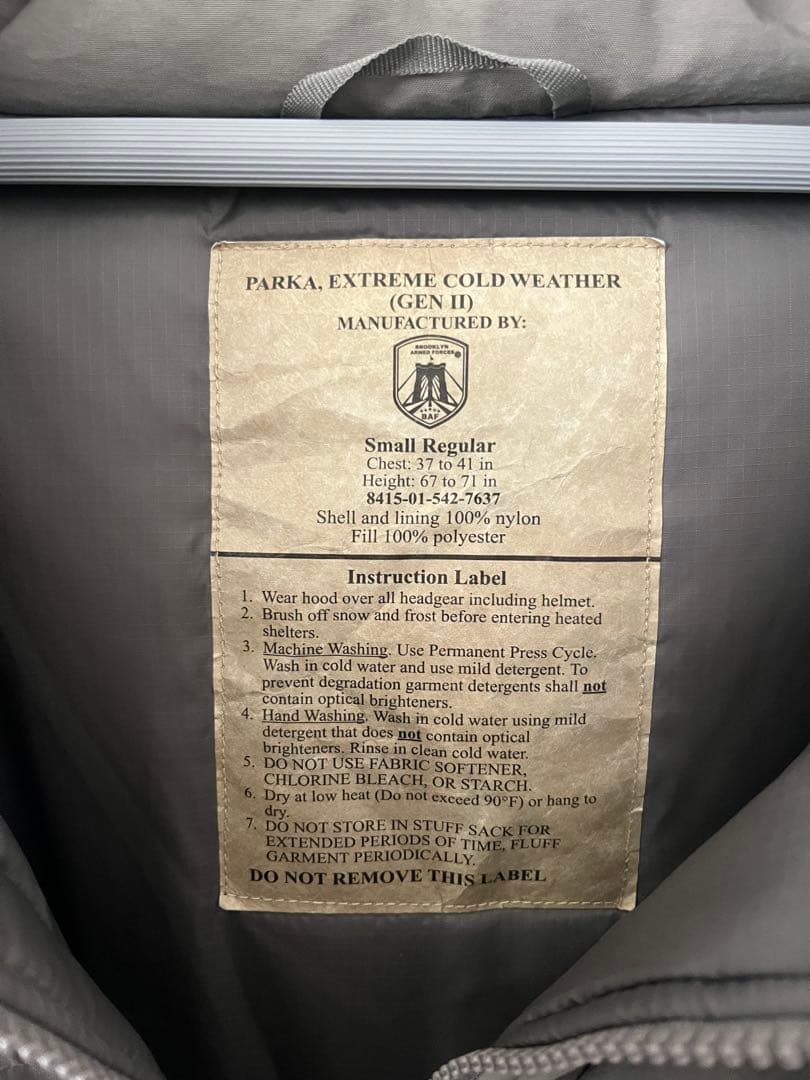 PARKA, EXTREME COLD WEATHER
(GEN II)
MANUFACTURED BY:
BROOKLYN
ARMED FORCES
BAF
Small Regular
Chest: 37 to 41 in
Height: 67 to 71 in
8415-01-542-7637
Shell and lining 100% nylon
Fill 100% polyester
Instruction Label
1. Wear hood over all headgear including helmet.
2. Brush off snow and frost before entering heated
shelters.
3. Machine Washing. Use Permanent Press Cycle.
Wash in cold water and use mild detergent. To
prevent degradation garment detergents shall not
contain optical brighteners.
4. Hand Washing. Wash in cold water using mild
detergent that does not contain optical
brighteners. Rinse in clean cold water.
5. DO NOT USE FABRIC SOFTENER,
CHLORINE BLEACH, OR STARCH.
6. Dry at low heat (Do not exceed 90°F) or hang to
dry.
7. DO NOT STORE IN STUFF SACK FOR
EXTENDED PERIODS OF TIME, FLUFF
GARMENT PERIODICALLY.
DO NOT REMOVE THIS LABEL